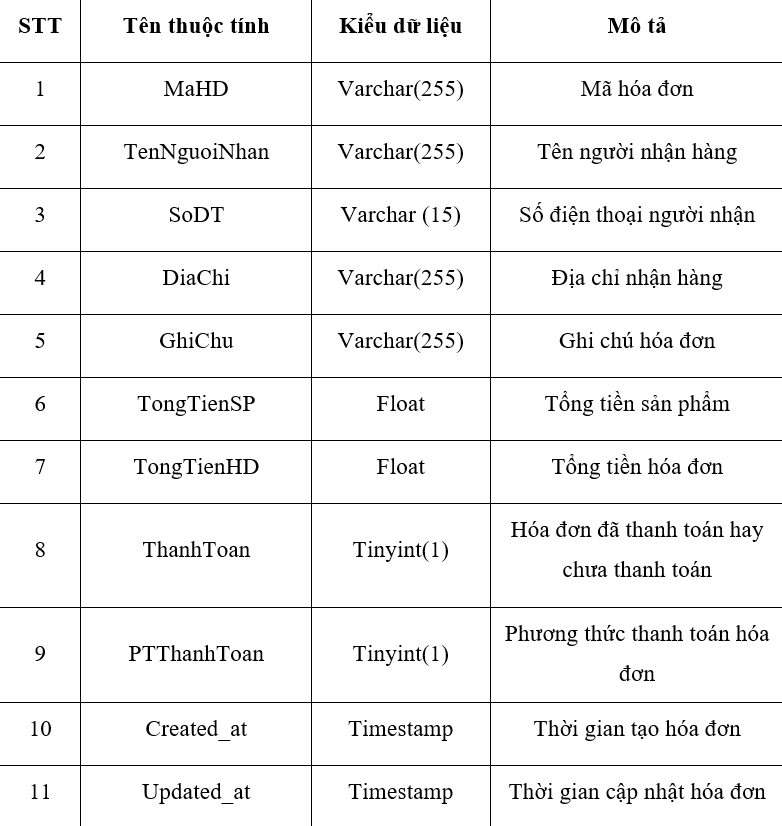 STT Tên thuộc tính Kiểu dữ liệu Mô tả
1 MaHD Varchar(255) Mã hóa đơn
2 TenNguoiNhan Varchar(255) Tên người nhận hàng
3 SoDT Varchar (15) Số điện thoại người nhận
4 DiaChi Varchar(255) Địa chỉ nhận hàng
5 GhiChu Varchar(255) Ghi chú hóa đơn
6 TongTienSP Float Tổng tiền sản phẩm
7 TongTienHD Float Tổng tiền hóa đơn
8 ThanhToan Tinyint(1) Hóa đơn đã thanh toán hay
chưa thanh toán
9 PTThanhToan Tinyint(1) Phương thức thanh toán hóa
đơn
10 Created_at Timestamp Thời gian tạo hóa đơn
11 Updated_at Timestamp Thời gian cập nhật hóa đơn